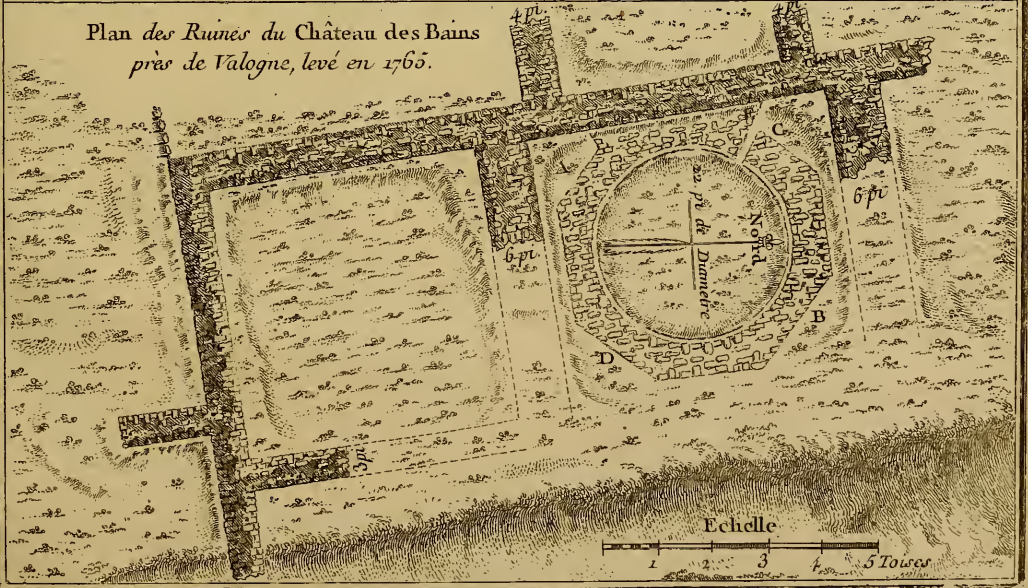 Plan des Ruines du Château des Bains
près de Valogne, levé en 1765.
4 pi.
4 pi.
A
C
22 pi. de Diametre
Nord
6 pi
6 pi
B
D
3 pi
Echelle
1 2 3 4 5 Toises